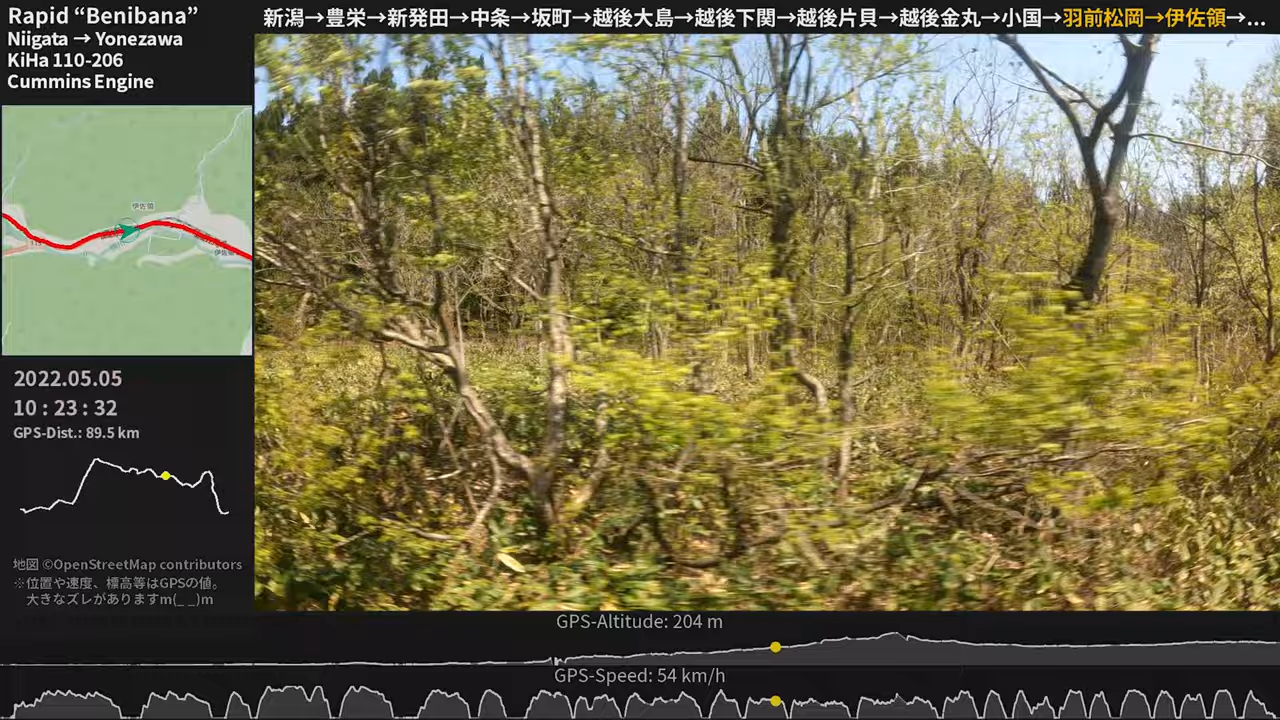 Rapid “Benibana”
Niigata → Yonezawa
KiHa 110-206
Cummins Engine
新潟→豊栄→新発田→中条→坂町→越後大島→越後下関→越後片貝→越後金丸→小国→羽前松岡→伊佐領→...
伊佐領
2022.05.05
10 : 23 : 32
GPS-Dist.: 89.5 km
地図 ©OpenStreetMap contributors
※位置や速度、標高等はGPSの値。
大きなズレがありますm(_ _)m
GPS-Altitude: 204 m
GPS-Speed: 54 km/h